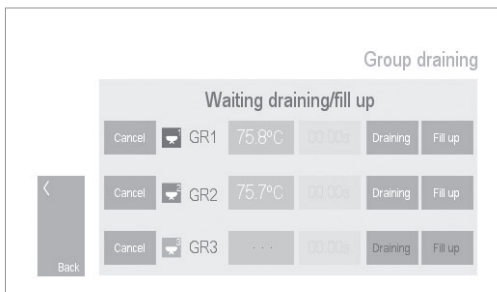 Group draining
Waiting draining/fill up
Cancel GR1 75.8ºC 00.00s Draining Fill up
Cancel GR2 75.7ºC 00.00s Draining Fill up
Cancel GR3 . . . 00.00s Draining Fill up
Back